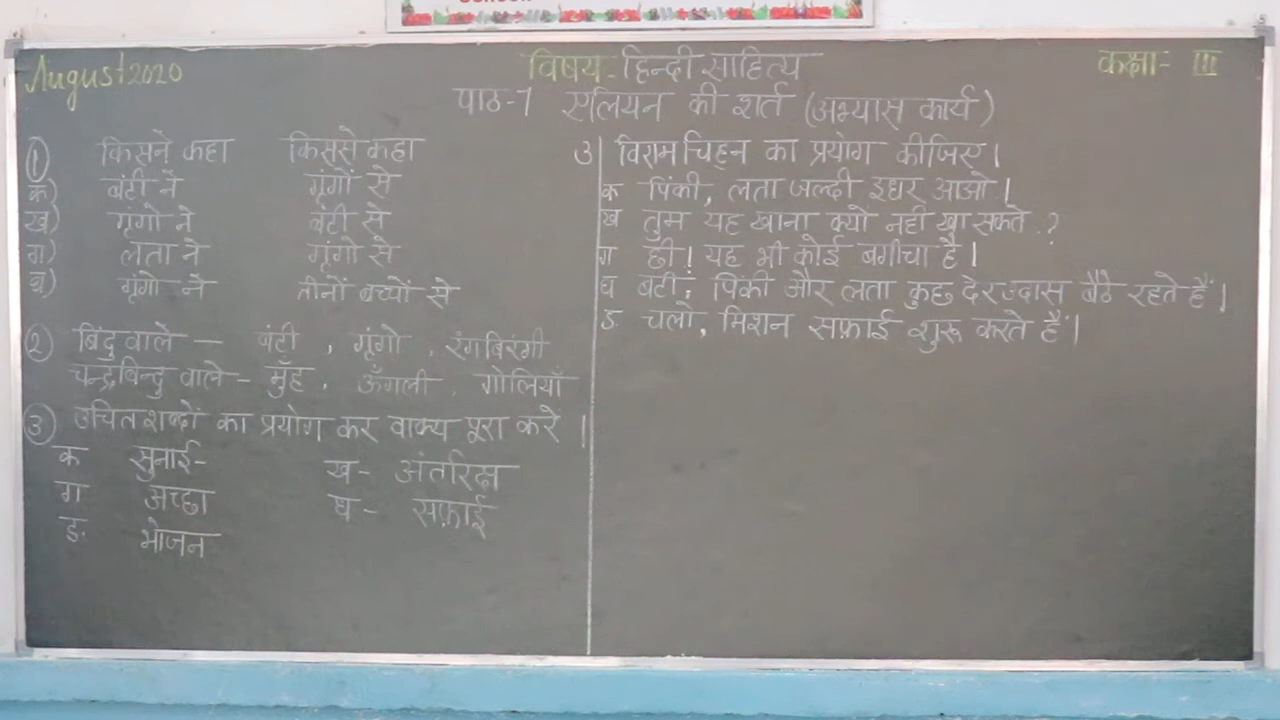 August 2020
विषय- हिन्दी साहित्य
कक्षा- III
पाठ-1 एलियन की शर्त (अभ्यास कार्य)
① किसने कहा किससे कहा
क) बंटी ने गृंगों से
ख) गृंगो ने बंटी से
ग) लता ने गृंगो से
घ) गृंगो ने तीनों बच्चों से
② बिंदु वाले — बंटी , गृंगो , रंगबिरंगी
चन्द्रबिन्दु वाले - मुँह , ऊँगली , गोलियाँ
③ उचित शब्दों का प्रयोग कर वाक्य पूरा करे ।
क सुनाई- ख- अंतरिक्ष
ग अच्छा घ- सफ़ाई
ङ. भोजन
3) विराम चिह्न का प्रयोग कीजिए।
क पिंकी, लता जल्दी इधर आओ।
ख तुम यह खाना क्यों नही खा सकते ?
ग छी! यह भी कोई बगीचा है।
घ बंटी, पिंकी और लता कुछ देर उदास बैठे रहते हैं।
ङ. चलो, मिशन सफ़ाई शुरू करते हैं।